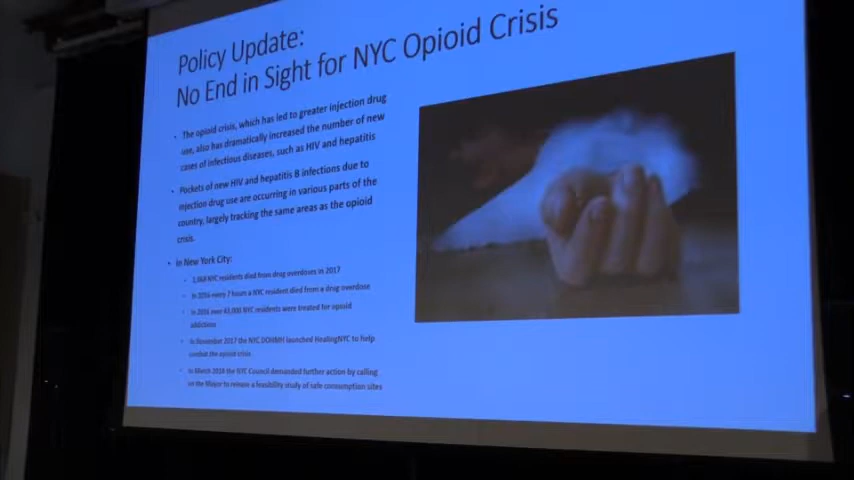 Policy Update:
No End in Sight for NYC Opioid Crisis
• The opioid crisis, which has led to greater injection drug
use, also has dramatically increased the number of new
cases of infectious diseases, such as HIV and hepatitis
• Pockets of new HIV and hepatitis B infections due to
injection drug use are occurring in various parts of the
country, largely tracking the same areas as the opioid
crisis.
• In New York City:
NYC residents died from drug overdoses in 2017
In 2016 every 7 hours a NYC resident died from a drug overdose
In 2016 over 43,000 NYC residents were treated for opioid
addictions
In November 2017 the NYC DOHMH launched HealingNYC to help
combat the opioid crisis
In March 2018 the NYC Council demanded further action by calling
on the Mayor to release a feasibility study of safe consumption sites